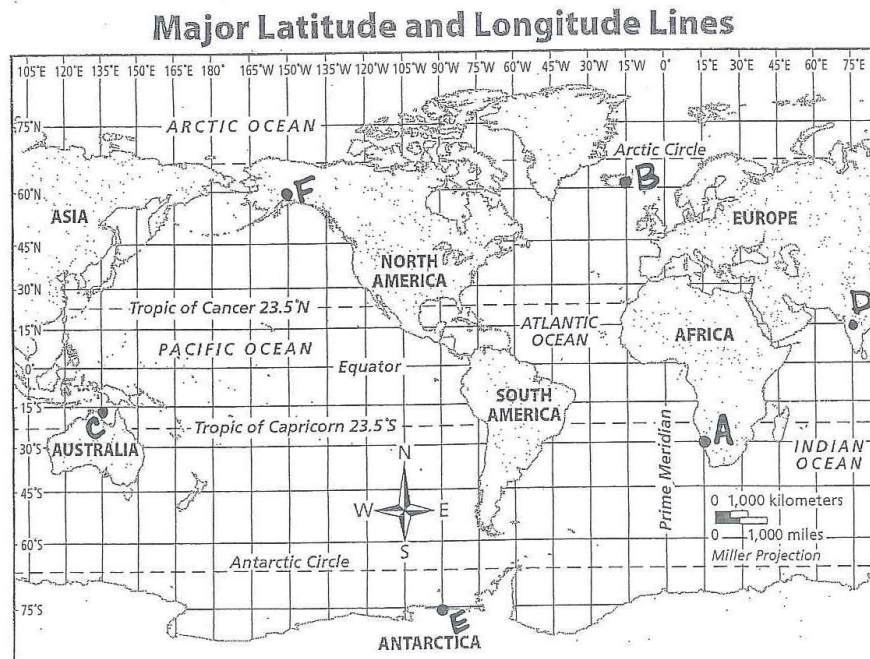 Major Latitude and Longitude Lines
105°E 120°E 135°E 165°E 180° 150°W 135°W 120°W 105°W 90°W 75°W 60°W 45°W 30°W 15°W 0° 15°E 30°E 45°E 60°E 75°E
75°N
ARCTIC OCEAN
Arctic Circle
B
F
60°N
ASIA
EUROPE
45°N
NORTH
AMERICA
30°N
D
Tropic of Cancer 23.5°N
15°N
ATLANTIC
OCEAN
AFRICA
PACIFIC OCEAN
Equator
0°
SOUTH
AMERICA
15°S
C
Tropic of Capricorn 23.5°S
A
AUSTRALIA
30°S
INDIAN
OCEAN
Prime Meridian
N
W E
S
45°S
0 1,000 kilometers
0 1,000 miles
Miller Projection
60°S
Antarctic Circle
75°S
E
ANTARCTICA